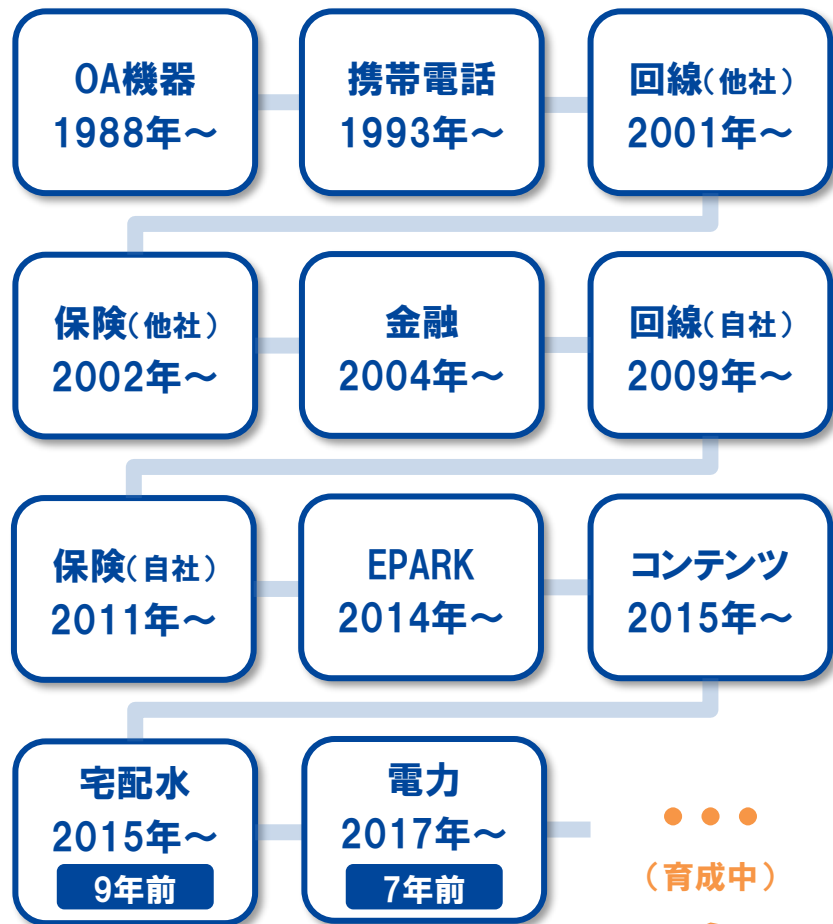 OA機器
1988年～
携帯電話
1993年～
回線（他社）
2001年～
保険（他社）
2002年～
金融
2004年～
回線（自社）
2009年～
保険（自社）
2011年～
EPARK
2014年～
コンテンツ
2015年～
宅配水
2015年～
9年前
電力
2017年～
7年前
・・・
（育成中）